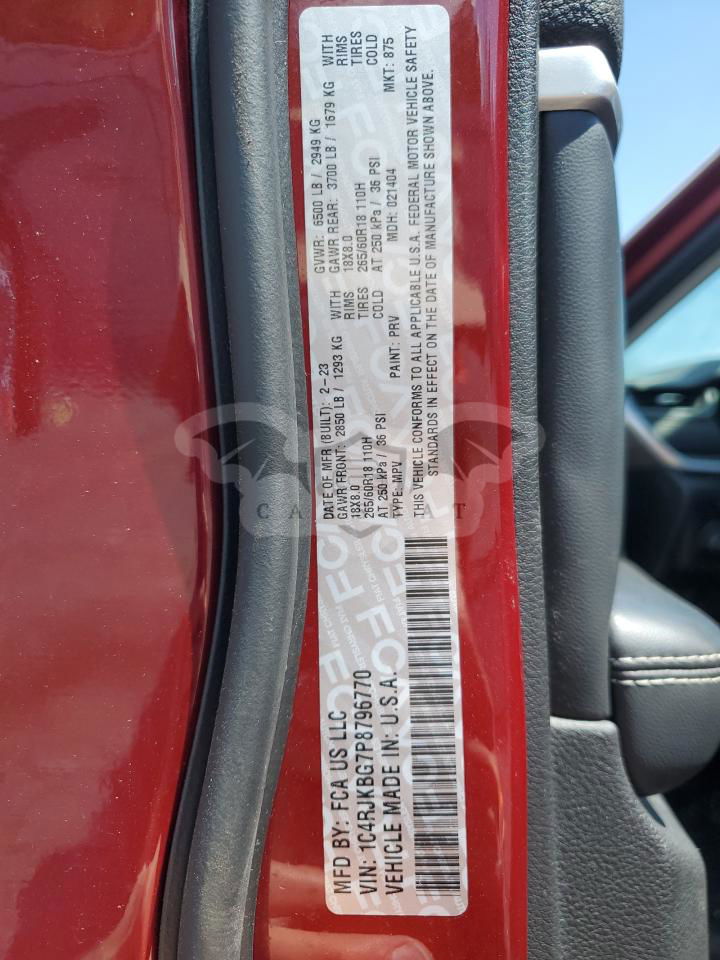 MFD BY: FCA US LLC
DATE OF MFR (BUILT): 2-23
GVWR: 6500 LB / 2949 KG
GAWR FRONT: 2850 LB / 1293 KG WITH
GAWR REAR: 3700 LB / 1679 KG WITH
18X8.0 RIMS
18X8.0 RIMS
265/60R18 110H TIRES
265/60R18 110H TIRES
AT 250 kPa / 36 PSI COLD
AT 250 kPa / 36 PSI COLD
VIN: 1C4RJKBG7P8796770
TYPE: MPV PAINT: PRV MDH: 021404 MKT: 875
VEHICLE MADE IN: U.S.A.
THIS VEHICLE CONFORMS TO ALL APPLICABLE U.S.A. FEDERAL MOTOR VEHICLE SAFETY
STANDARDS IN EFFECT ON THE DATE OF MANUFACTURE SHOWN ABOVE.